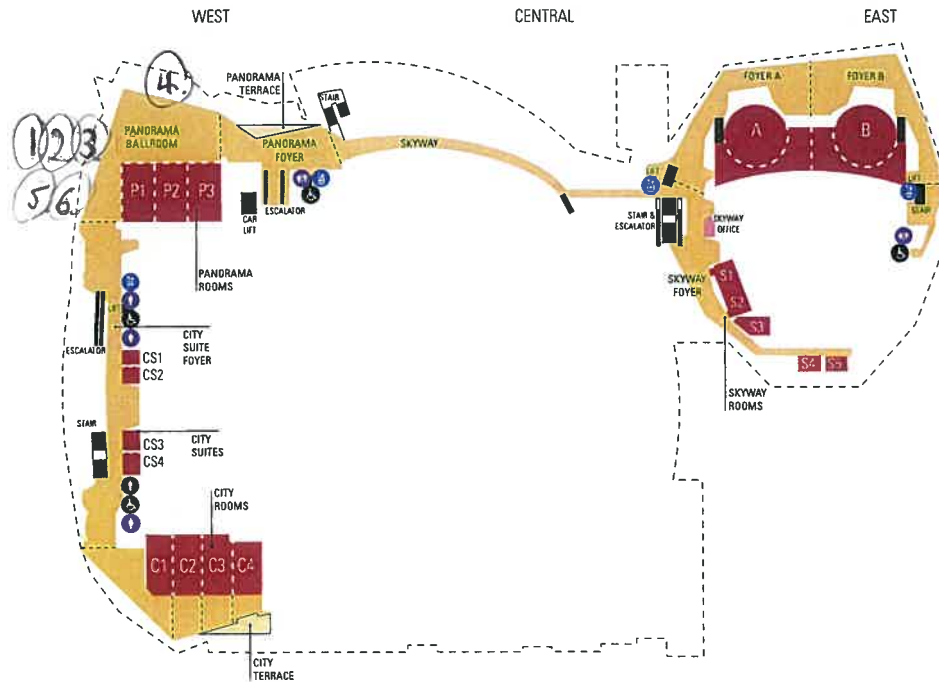 WEST
CENTRAL
EAST
4.
PANORAMA
TERRACE
STAIR
FOYER A
FOYER B
1 2 3
5 6
PANORAMA
BALLROOM
PANORAMA
FOYER
SKYWAY
A
B
P1 P2 P3
CAR
LIFT
ESCALATOR
LIFT
STAIR &
ESCALATOR
SKYWAY
OFFICE
LIFT
STAIR
PANORAMA
ROOMS
SKYWAY
FOYER
S1
S2
S3
S4 S5
SKYWAY
ROOMS
LIFT
ESCALATOR
CITY
SUITE
FOYER
CS1
CS2
STAIR
CS3
CS4
CITY
SUITES
CITY
ROOMS
C1 C2 C3 C4
CITY
TERRACE